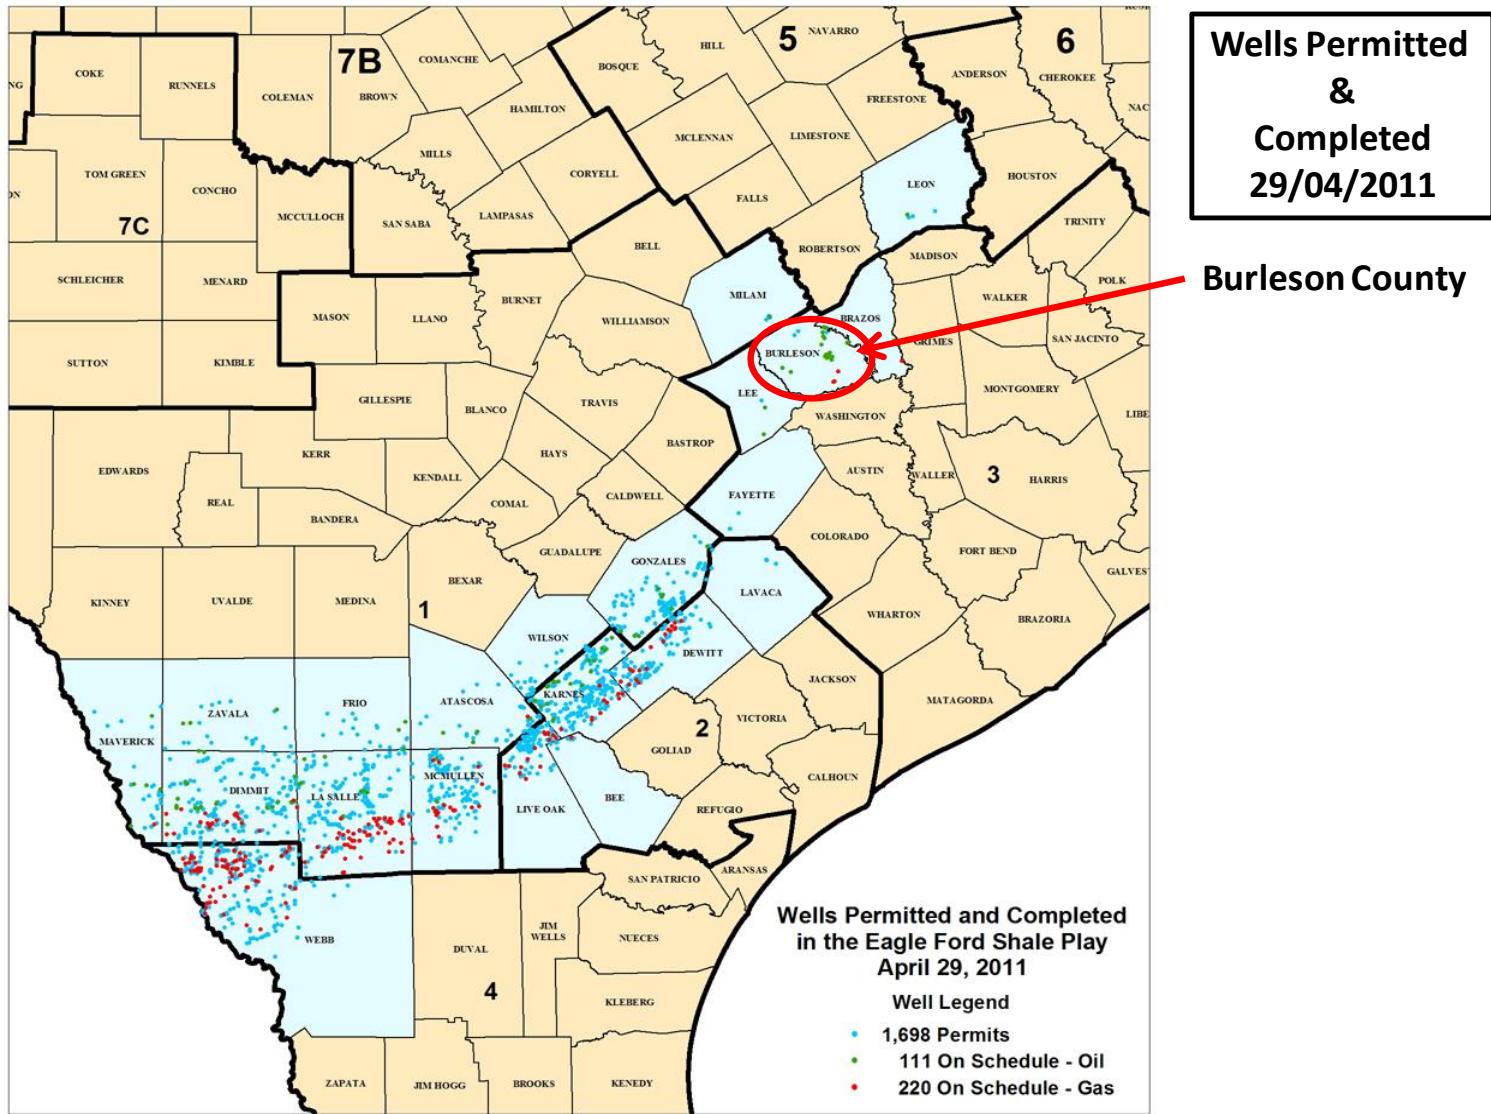 Wells Permitted
&
Completed
29/04/2011
Burleson County
7B
5
6
NAVARRO
HILL
COMANCHE
BOSQUE
ANDERSON
CHEROKEE
COKE
RUNNELS
COLEMAN
BROWN
FREESTONE
HAMILTON
MCLENNAN
LIMESTONE
MILLS
CORYELL
HOUSTON
TOM GREEN
CONCHO
LEON
FALLS
LAMPASAS
MCCULLOCH
SAN SABA
TRINITY
7C
BELL
ROBERTSON
MADISON
SCHLEICHER
MENARD
POLK
MILAM
WALKER
BURNET
MASON
LLANO
WILLIAMSON
BRAZOS
SAN JACINTO
GRIMES
SUTTON
KIMBLE
BURLESON
LEE
MONTGOMERY
GILLESPIE
BLANCO
TRAVIS
WASHINGTON
LIBE
BASTROP
KERR
HAYS
EDWARDS
KENDALL
AUSTIN
WALLER
3
HARRIS
REAL
COMAL
CALDWELL
FAYETTE
BANDERA
COLORADO
GUADALUPE
FORT BEND
GONZALES
GALVES
BEXAR
LAVACA
KINNEY
UVALDE
MEDINA
1
WHARTON
BRAZORIA
WILSON
DEWITT
JACKSON
KARNES
ATASCOSA
FRIO
ZAVALA
MATAGORDA
VICTORIA
2
MAVERICK
GOLIAD
CALHOUN
MCMULLEN
DIMMIT
LA SALLE
BEE
LIVE OAK
REFUGIO
ARANSAS
SAN PATRICIO
WEBB
DUVAL
JIM
WELLS
NUECES
4
KLEBERG
ZAPATA
JIM HOGG
BROOKS
KENEDY
Wells Permitted and Completed
in the Eagle Ford Shale Play
April 29, 2011
Well Legend
1,698 Permits
111 On Schedule - Oil
220 On Schedule - Gas